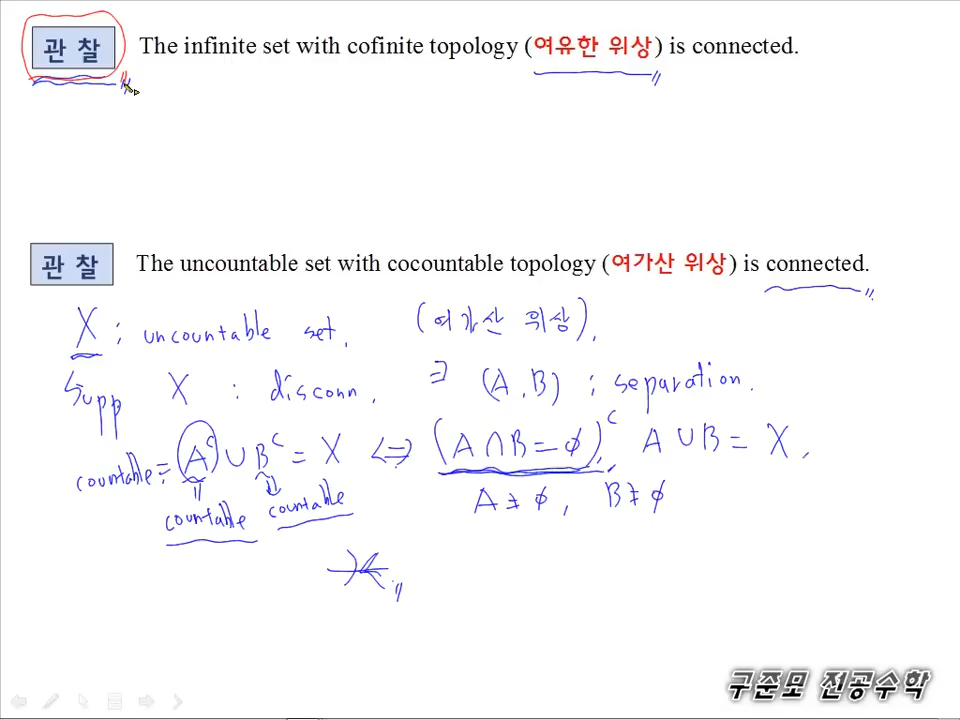 관 찰 The infinite set with cofinite topology (여유한 위상) is connected.
관 찰 The uncountable set with cocountable topology (여가산 위상) is connected.
X ; uncountable set. (여가산 위상).
Supp X : disconn. ∃ (A, B) ; separation.
countable = A^c ∪ B^c = X ⇔ (A ∩ B = ∅)^c, A ∪ B = X.
countable countable A ≠ ∅, B ≠ ∅
구준모 전공수학